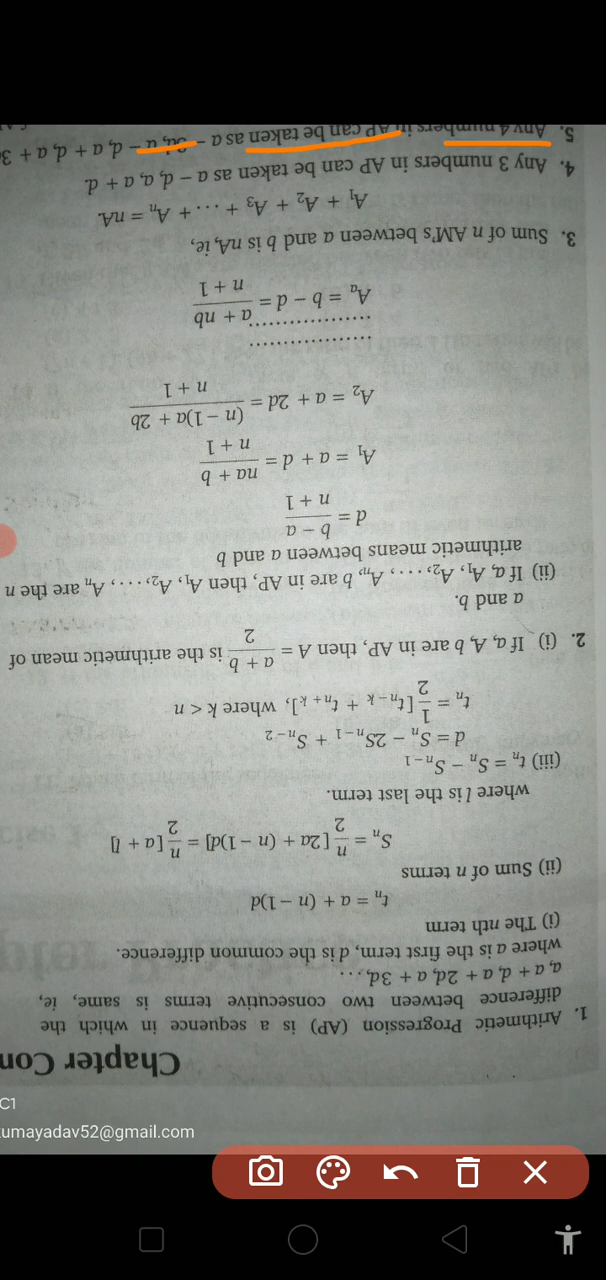 Chapter Con
1. Arithmetic Progression (AP) is a sequence in which the
difference between two consecutive terms is same, ie,
a, a + d, a + 2d, a + 3d, ...
where a is the first term, d is the common difference.
(i) The nth term
tₙ = a + (n − 1)d
(ii) Sum of n terms
Sₙ = n/2 [2a + (n − 1)d] = n/2 [a + l]
where l is the last term.
(iii) tₙ = Sₙ − Sₙ₋₁
d = Sₙ − 2Sₙ₋₁ + Sₙ₋₂
tₙ = 1/2 [tₙ₋ₖ + tₙ₊ₖ], where k < n
2. (i) If a, A, b are in AP, then A = (a + b)/2 is the arithmetic mean of
a and b.
(ii) If a, A₁, A₂, ..., Aₙ, b are in AP, then A₁, A₂, ..., Aₙ are the n
arithmetic means between a and b
d = (b − a)/(n + 1)
A₁ = a + d = (na + b)/(n + 1)
A₂ = a + 2d = ((n − 1)a + 2b)/(n + 1)
..................
..................
Aₐ = b − d = (a + nb)/(n + 1)
3. Sum of n AM's between a and b is nA, ie,
A₁ + A₂ + A₃ + ... + Aₙ = nA.
4. Any 3 numbers in AP can be taken as a − d, a, a + d.
5. Any 4 numbers in AP can be taken as a − 3d, a − d, a + d, a + 3
C1
umayadav52@gmail.com